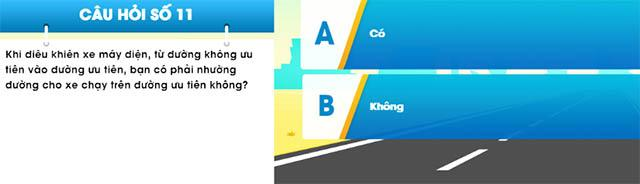 CÂU HỎI SỐ 11
Khi điều khiển xe máy điện, từ đường không ưu
tiên vào đường ưu tiên, bạn có phải nhường
đường cho xe chạy trên đường ưu tiên không?
A Có
B Không